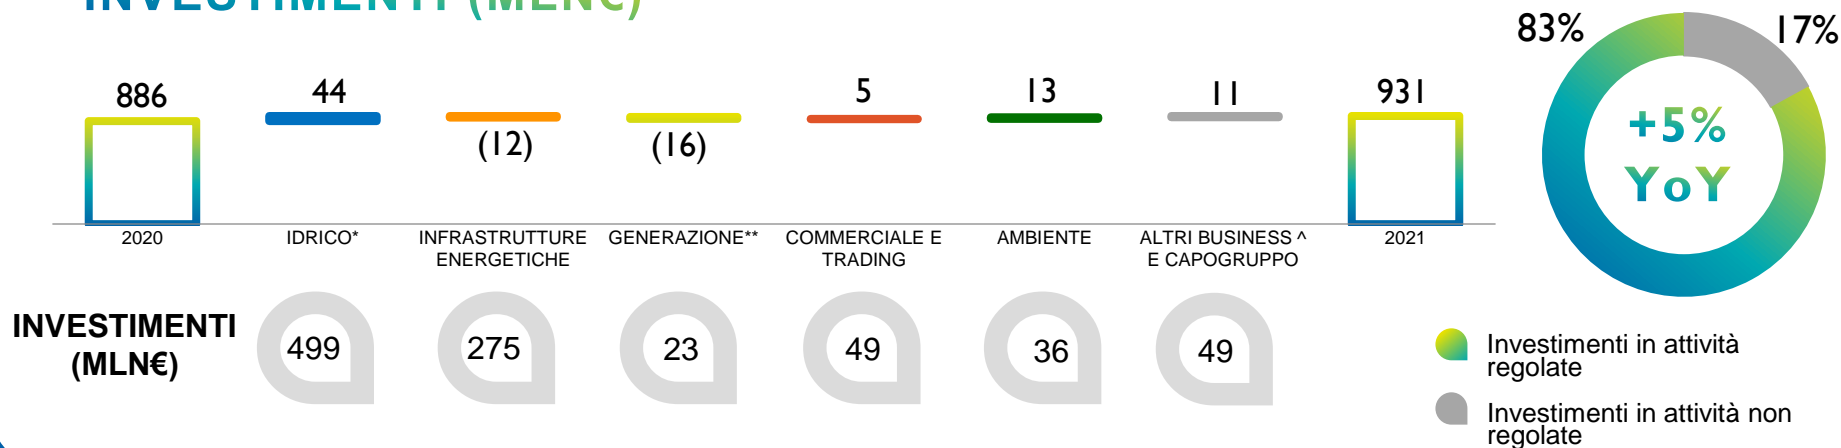 INVESTIMENTI (MLN€)
83%
17%
886
44
(12)
(16)
5
13
11
931
+5%
YoY
2020
IDRICO*
INFRASTRUTTURE
ENERGETICHE
GENERAZIONE**
COMMERCIALE E
TRADING
AMBIENTE
ALTRI BUSINESS ^
E CAPOGRUPPO
2021
INVESTIMENTI
(MLN€)
499
275
23
49
36
49
Investimenti in attività
regolate
Investimenti in attività non
regolate